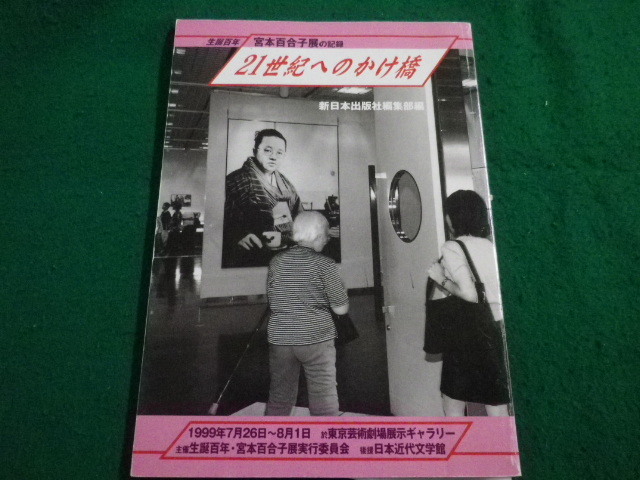 生誕百年 宮本百合子展の記録
21世紀へのかけ橋
新日本出版社編集部編
1999年7月26日～8月1日 於 東京芸術劇場展示ギャラリー
主催 生誕百年・宮本百合子展実行委員会 後援 日本近代文学館